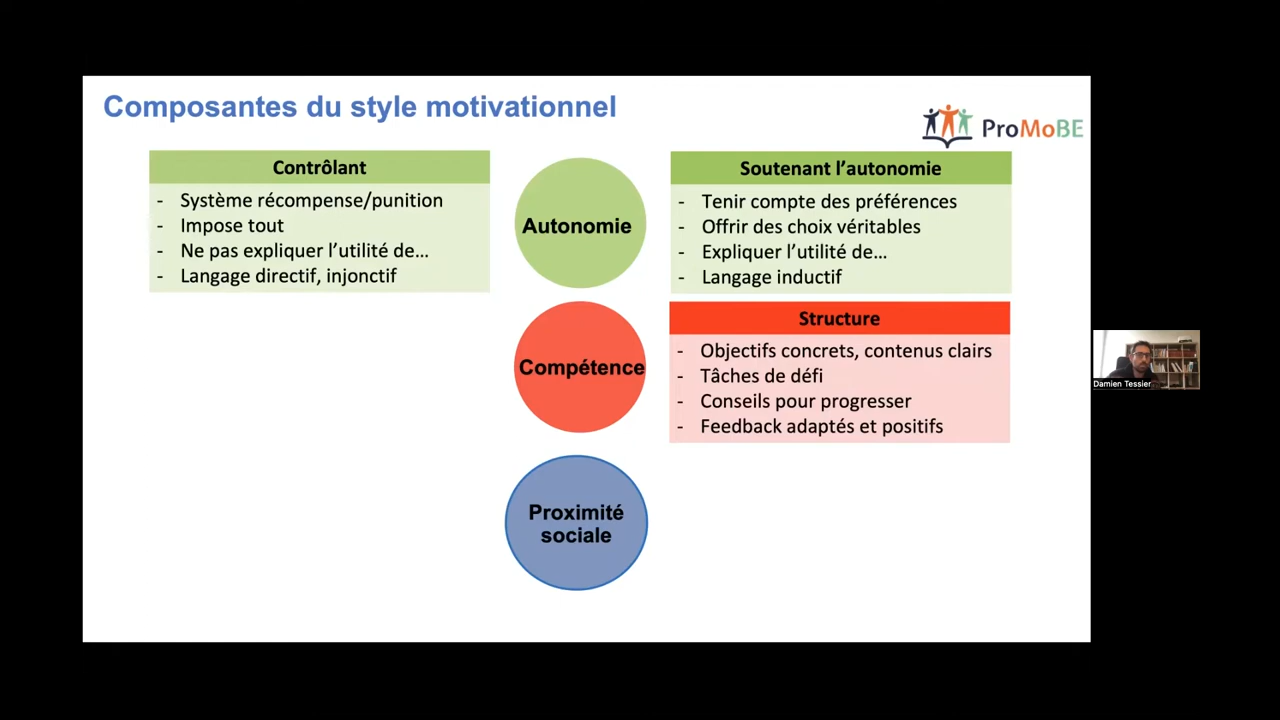 Composantes du style motivationnel
ProMoBE
Contrôlant
- Système récompense/punition
- Impose tout
- Ne pas expliquer l'utilité de…
- Langage directif, injonctif
Autonomie
Soutenant l'autonomie
- Tenir compte des préférences
- Offrir des choix véritables
- Expliquer l'utilité de…
- Langage inductif
Compétence
Structure
- Objectifs concrets, contenus clairs
- Tâches de défi
- Conseils pour progresser
- Feedback adaptés et positifs
Proximité
sociale
Damien Tessier